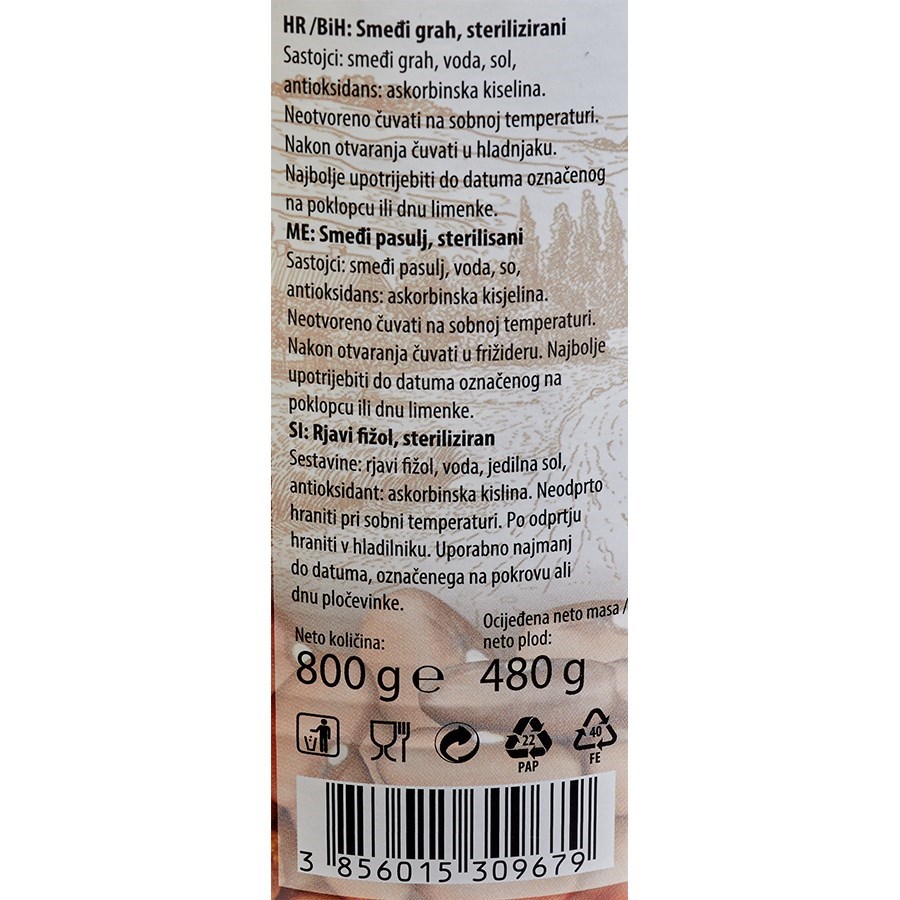 HR /BiH: Smeđi grah, sterilizirani
Sastojci: smeđi grah, voda, sol,
antioksidans: askorbinska kiselina.
Neotvoreno čuvati na sobnoj temperaturi.
Nakon otvaranja čuvati u hladnjaku.
Najbolje upotrijebiti do datuma označenog
na poklopcu ili dnu limenke.
ME: Smeđi pasulj, sterilisani
Sastojci: smeđi pasulj, voda, so,
antioksidans: askorbinska kisjelina.
Neotvoreno čuvati na sobnoj temperaturi.
Nakon otvaranja čuvati u frižideru. Najbolje
upotrijebiti do datuma označenog na
poklopcu ili dnu limenke.
SI: Rjavi fižol, steriliziran
Sestavine: rjavi fižol, voda, jedilna sol,
antioksidant: askorbinska kislina. Neodprto
hraniti pri sobni temperaturi. Po odprtju
hraniti v hladilniku. Uporabno najmanj
do datuma, označenega na pokrovu ali
dnu pločevinke.
Neto količina:
800 g ℮
Ocijeđena neto masa /
neto plod:
480 g
22
PAP
40
FE
3 856015 309679